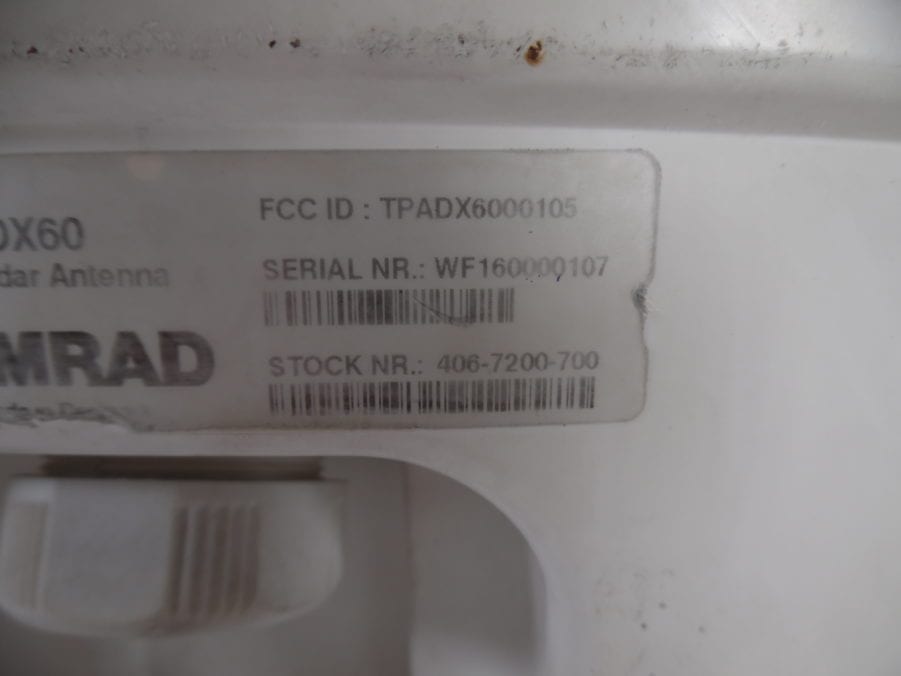 DX60
dar Antenna
MRAD
FCC ID : TPADX6000105
SERIAL NR.: WF160000107
STOCK NR.: 406-7200-700